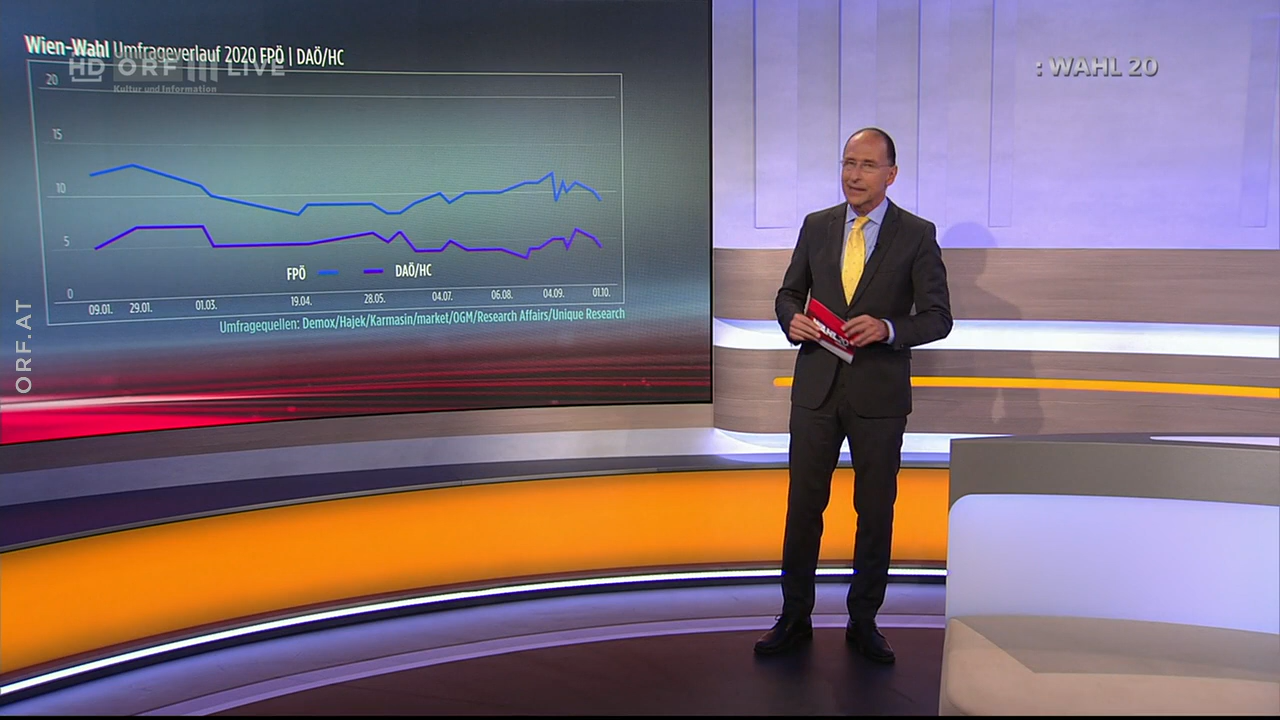 Wien-Wahl Umfrageverlauf 2020 FPÖ | DAÖ/HC
HD ORF III LIVE
Kultur und Information
: WAHL 20
20
15
10
5
0
FPÖ DAÖ/HC
09.01. 29.01. 01.03. 19.04. 28.05. 04.07. 06.08. 04.09. 01.10.
Umfragequellen: Demox/Hajek/Karmasin/market/OGM/Research Affairs/Unique Research
ORF.AT
WAHL 20